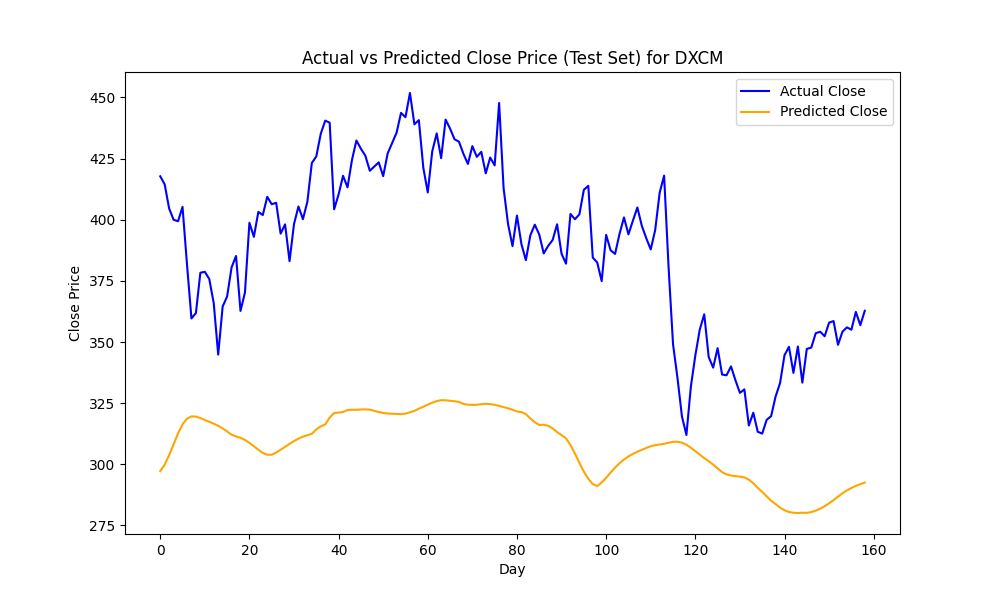 Actual vs Predicted Close Price (Test Set) for DXCM
Actual Close
Predicted Close
450
425
400
375
350
325
300
275
Close Price
0 20 40 60 80 100 120 140 160
Day